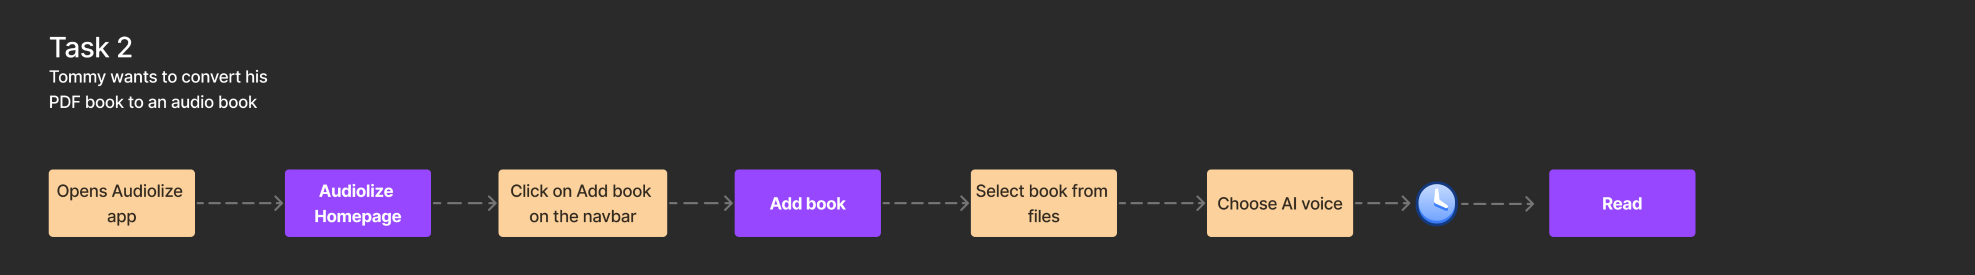 Task 2
Tommy wants to convert his
PDF book to an audio book
Opens Audiolize
app
Audiolize
Homepage
Click on Add book
on the navbar
Add book
Select book from
files
Choose AI voice
Read